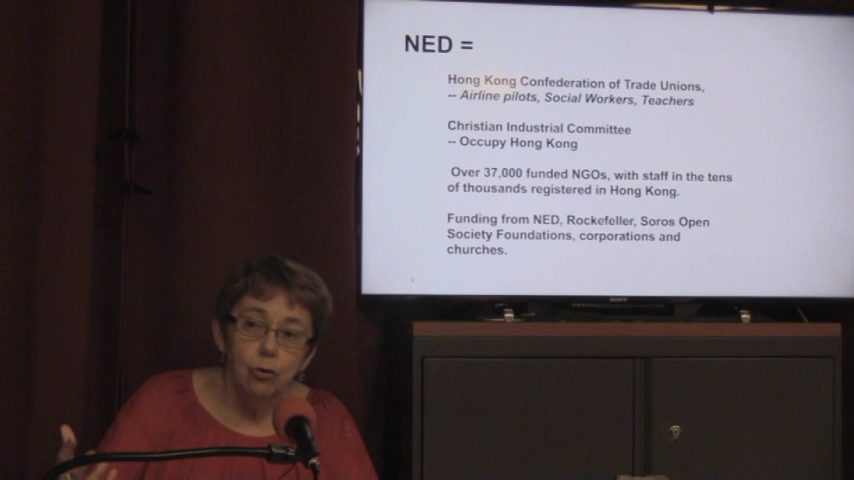 NED =
Hong Kong Confederation of Trade Unions,
-- Airline pilots, Social Workers, Teachers
Christian Industrial Committee
-- Occupy Hong Kong
Over 37,000 funded NGOs, with staff in the tens
of thousands registered in Hong Kong.
Funding from NED, Rockefeller, Soros Open
Society Foundations, corporations and
churches.
SONY